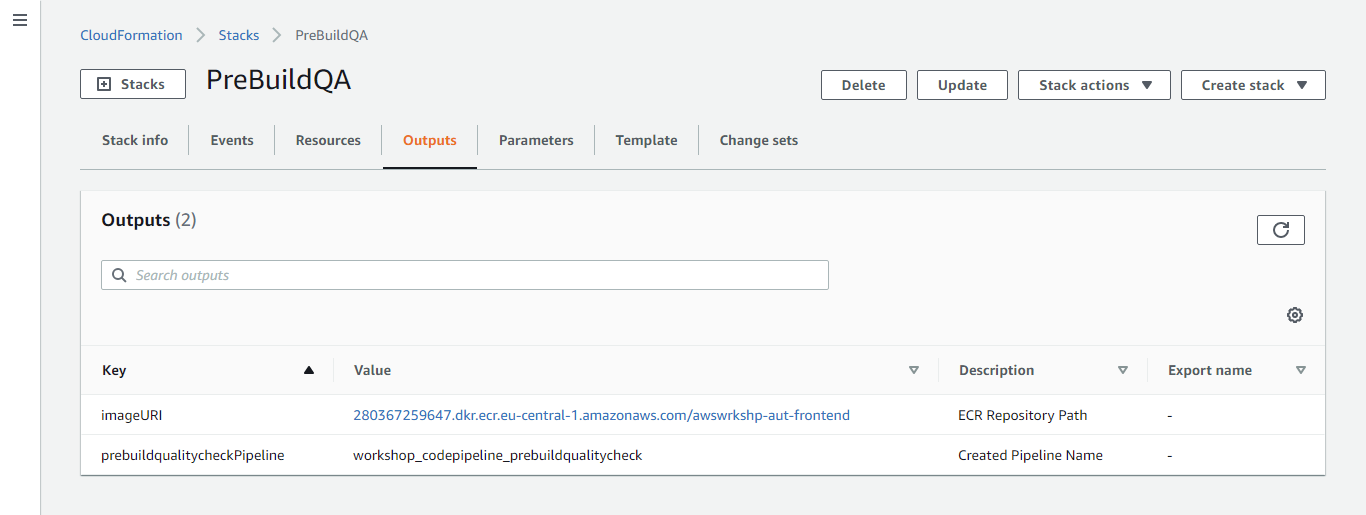 CloudFormation > Stacks > PreBuildQA
Stacks PreBuildQA Delete Update Stack actions Create stack
Stack info Events Resources Outputs Parameters Template Change sets
Outputs (2)
Search outputs
Key Value Description Export name
imageURI 280367259647.dkr.ecr.eu-central-1.amazonaws.com/awswrkshp-aut-frontend ECR Repository Path -
prebuildqualitycheckPipeline workshop_codepipeline_prebuildqualitycheck Created Pipeline Name -